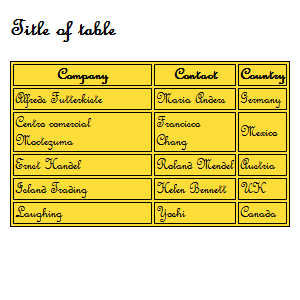 Title of table
Company Contact Country
Alfreds Futterkiste Maria Anders Germany
Centro comercial Moctezuma Francisco Chang Mexico
Ernst Handel Roland Mendel Austria
Island Trading Helen Bennett UK
Laughing Yoshi Canada